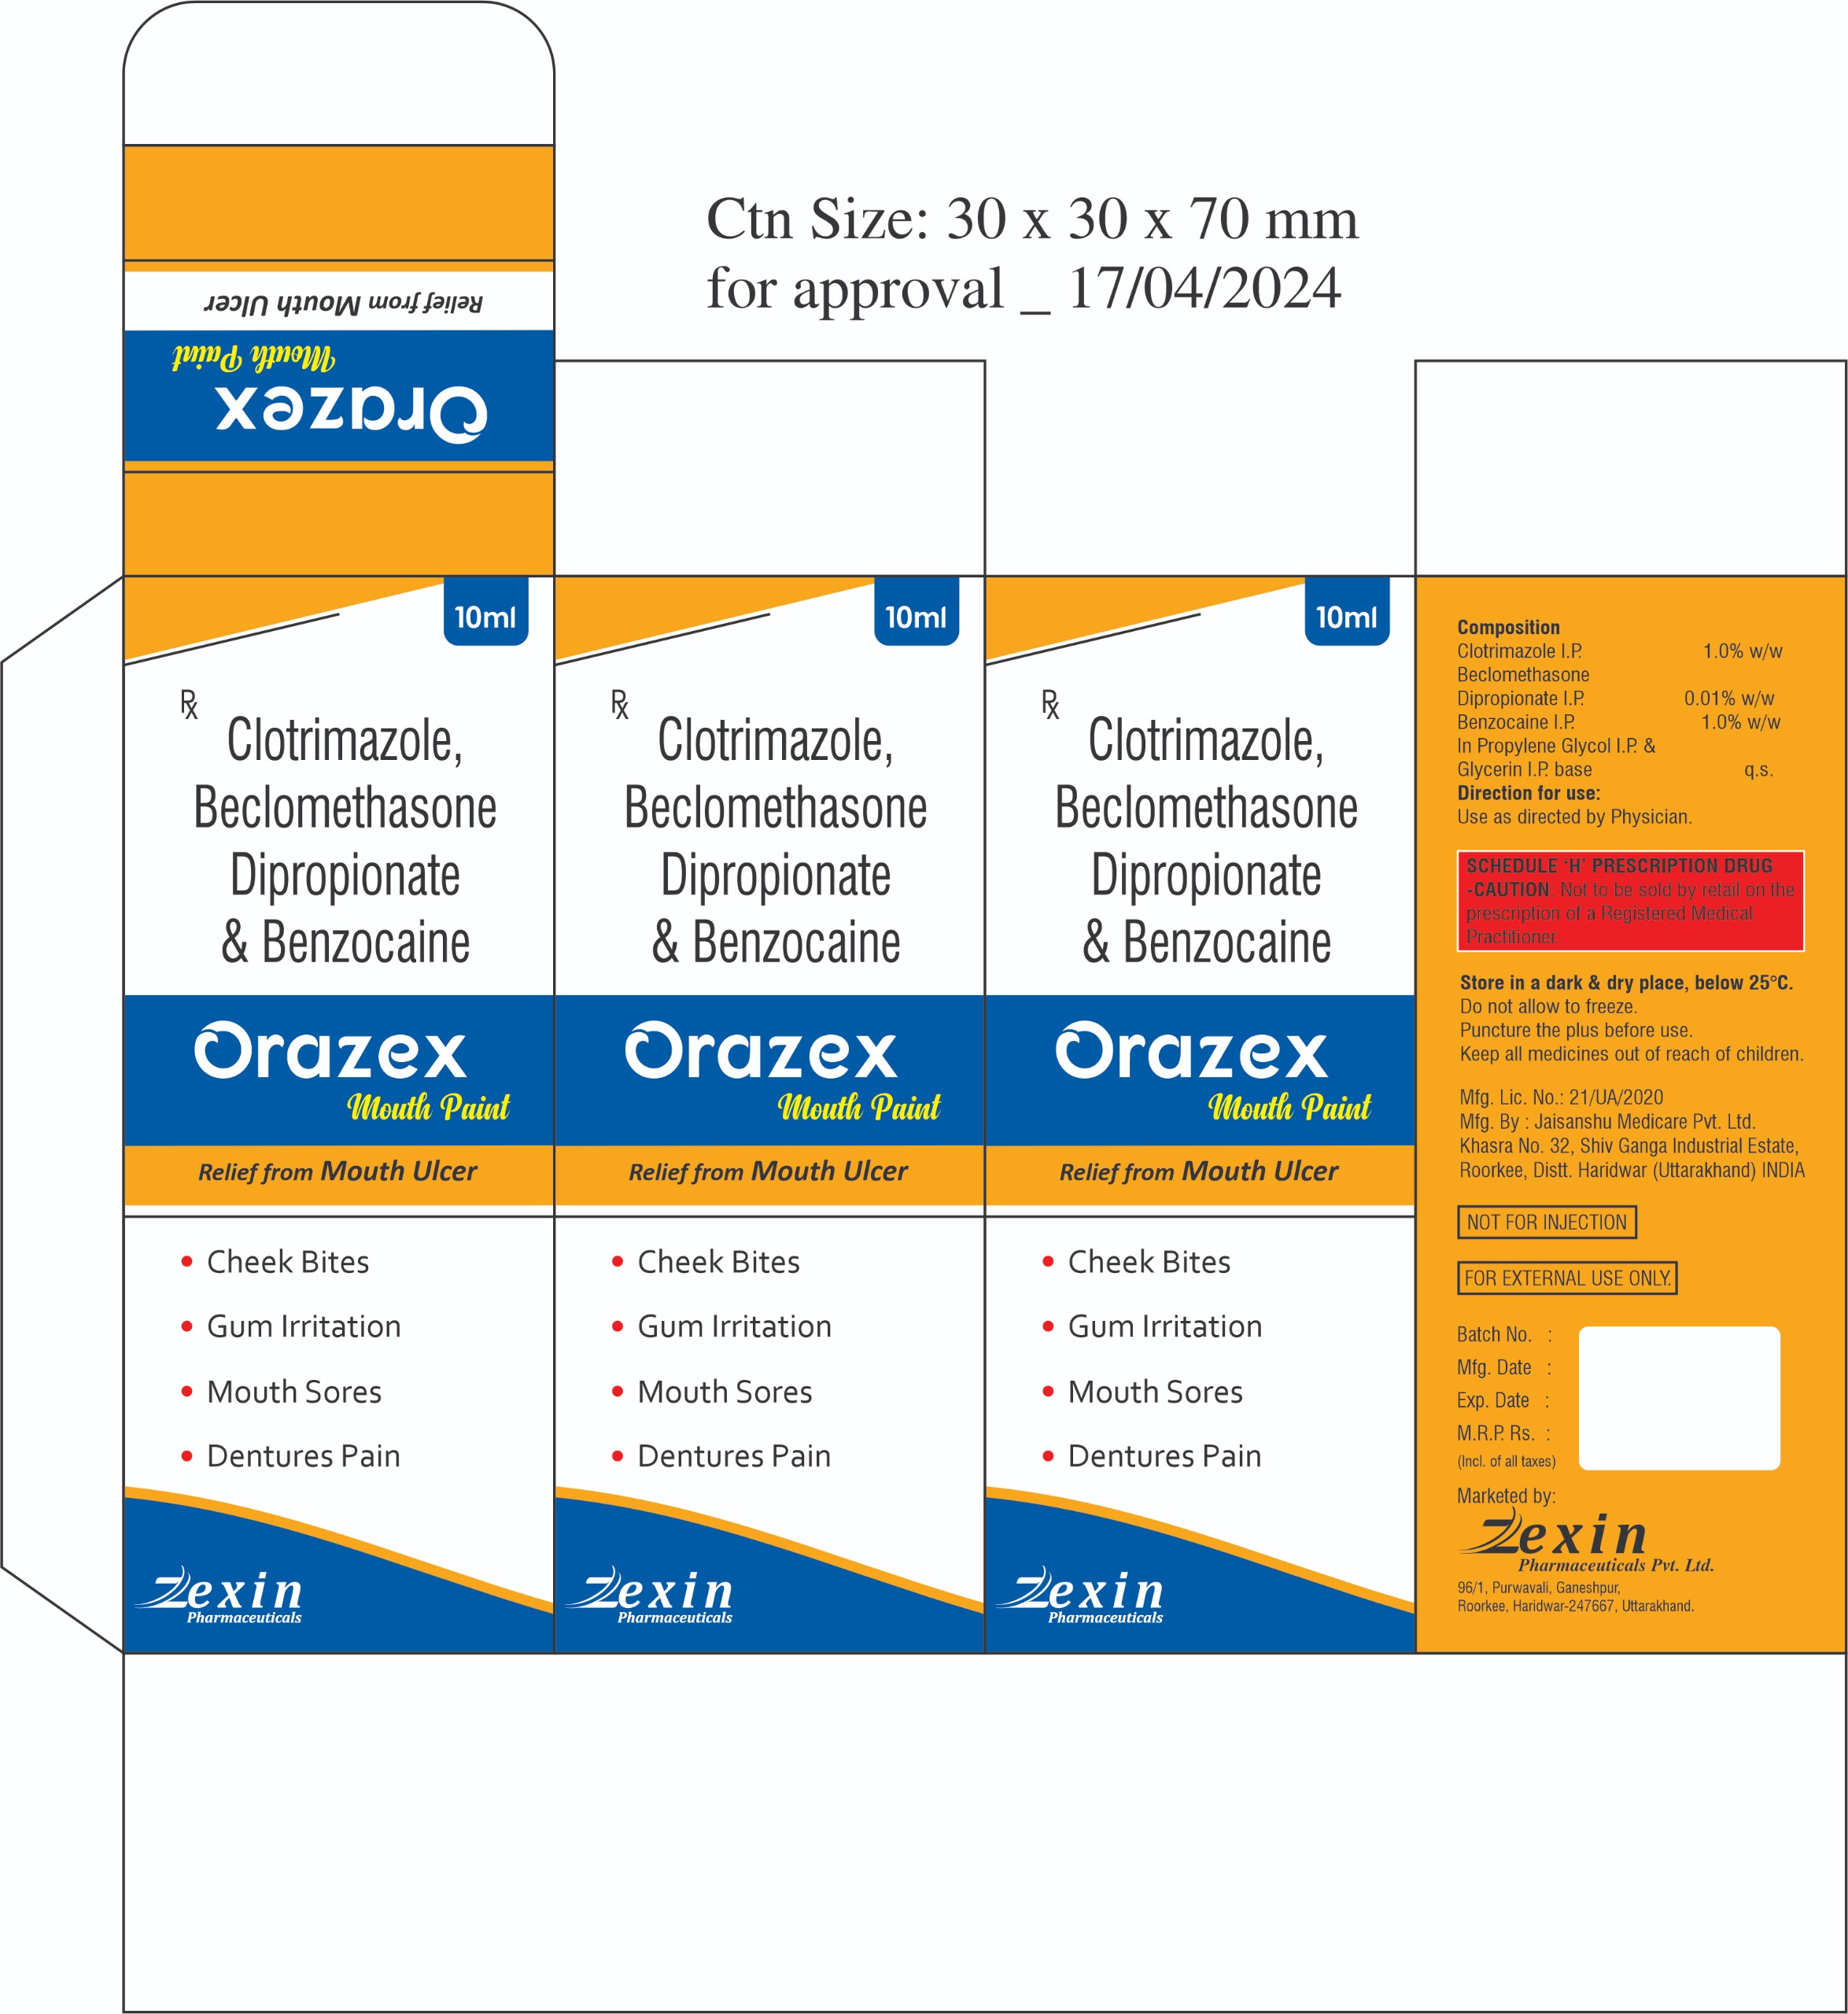 Ctn Size: 30 x 30 x 70 mm
for approval _ 17/04/2024
Orazex
Mouth Paint
Relief from Mouth Ulcer
10ml
Rx
Clotrimazole,
Beclomethasone
Dipropionate
& Benzocaine
Orazex
Mouth Paint
Relief from Mouth Ulcer
• Cheek Bites
• Gum Irritation
• Mouth Sores
• Dentures Pain
Zexin
Pharmaceuticals
10ml
Rx
Clotrimazole,
Beclomethasone
Dipropionate
& Benzocaine
Orazex
Mouth Paint
Relief from Mouth Ulcer
• Cheek Bites
• Gum Irritation
• Mouth Sores
• Dentures Pain
Zexin
Pharmaceuticals
10ml
Rx
Clotrimazole,
Beclomethasone
Dipropionate
& Benzocaine
Orazex
Mouth Paint
Relief from Mouth Ulcer
• Cheek Bites
• Gum Irritation
• Mouth Sores
• Dentures Pain
Zexin
Pharmaceuticals
Composition
Clotrimazole I.P. 1.0% w/w
Beclomethasone
Dipropionate I.P. 0.01% w/w
Benzocaine I.P. 1.0% w/w
In Propylene Glycol I.P. &
Glycerin I.P. base q.s.
Direction for use:
Use as directed by Physician.
SCHEDULE ‘H’ PRESCRIPTION DRUG
-CAUTION: Not to be sold by retail on the
prescription of a Registered Medical
Practitioner
Store in a dark & dry place, below 25°C.
Do not allow to freeze.
Puncture the plus before use.
Keep all medicines out of reach of children.
Mfg. Lic. No.: 21/UA/2020
Mfg. By : Jaisanshu Medicare Pvt. Ltd.
Khasra No. 32, Shiv Ganga Industrial Estate,
Roorkee, Distt. Haridwar (Uttarakhand) INDIA
NOT FOR INJECTION
FOR EXTERNAL USE ONLY.
Batch No. :
Mfg. Date :
Exp. Date :
M.R.P. Rs. :
(Incl. of all taxes)
Marketed by:
Zexin
Pharmaceuticals Pvt. Ltd.
96/1, Purwavali, Ganeshpur,
Roorkee, Haridwar-247667, Uttarakhand.